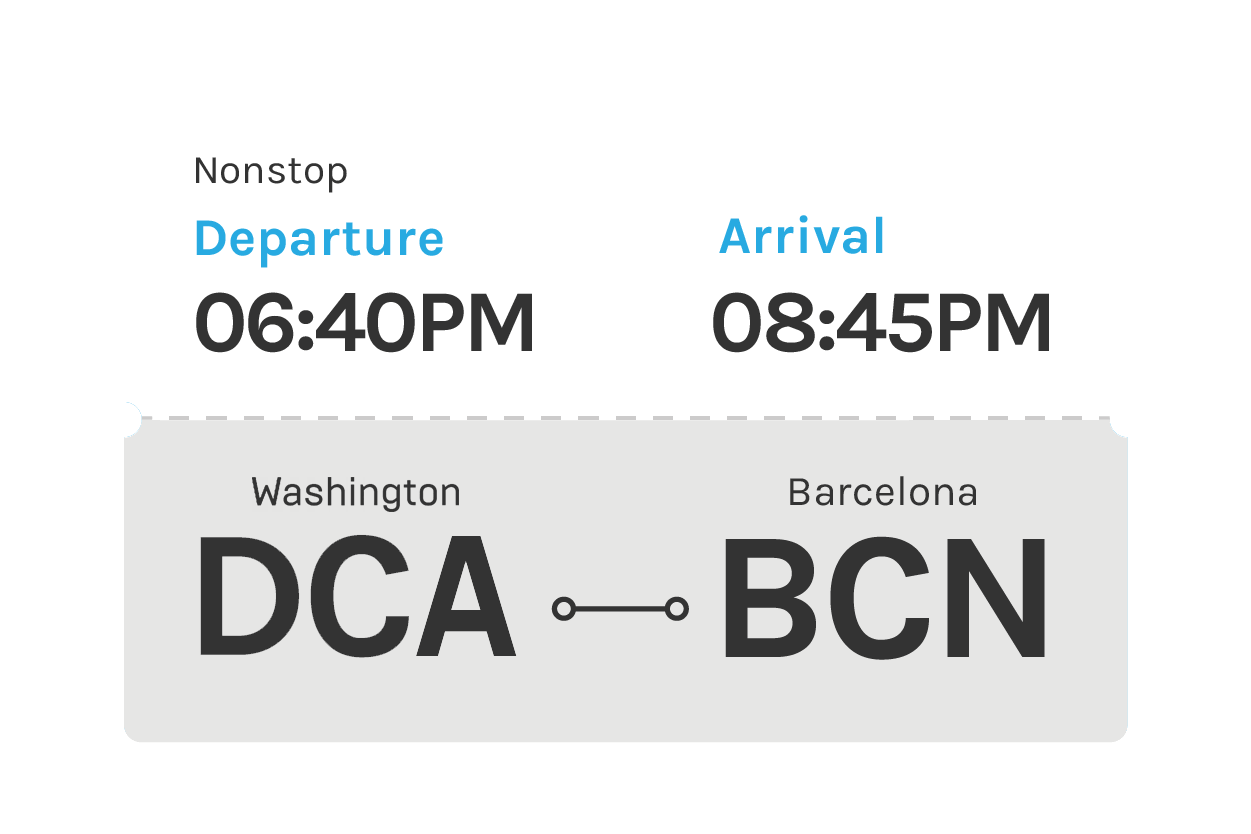 Nonstop
Departure Arrival
06:40PM 08:45PM
Washington Barcelona
DCA BCN